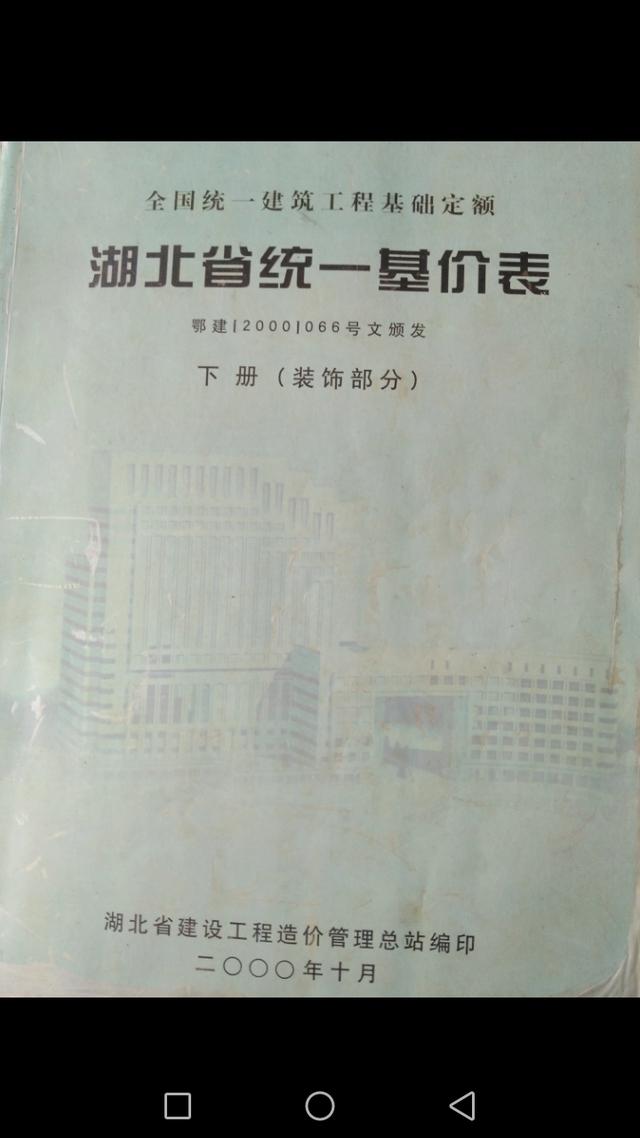 全国统一建筑工程基础定额
湖北省统一基价表
鄂建[2000]066号文颁发
下册(装饰部分)
湖北省建设工程造价管理总站编印
二〇〇〇年十月